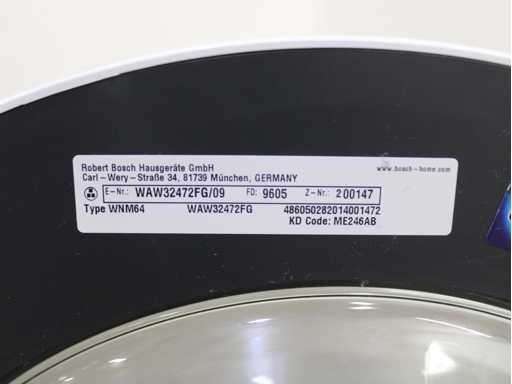 Robert Bosch Hausgeräte GmbH
Carl-Wery-Straße 34, 81739 München, GERMANY
www.bosch-home.com
E-Nr.: WAW32472FG/09 FD: 9605 Z-Nr.: 200147
Type WNM64 WAW32472FG 486050282014001472
KD Code: ME246AB